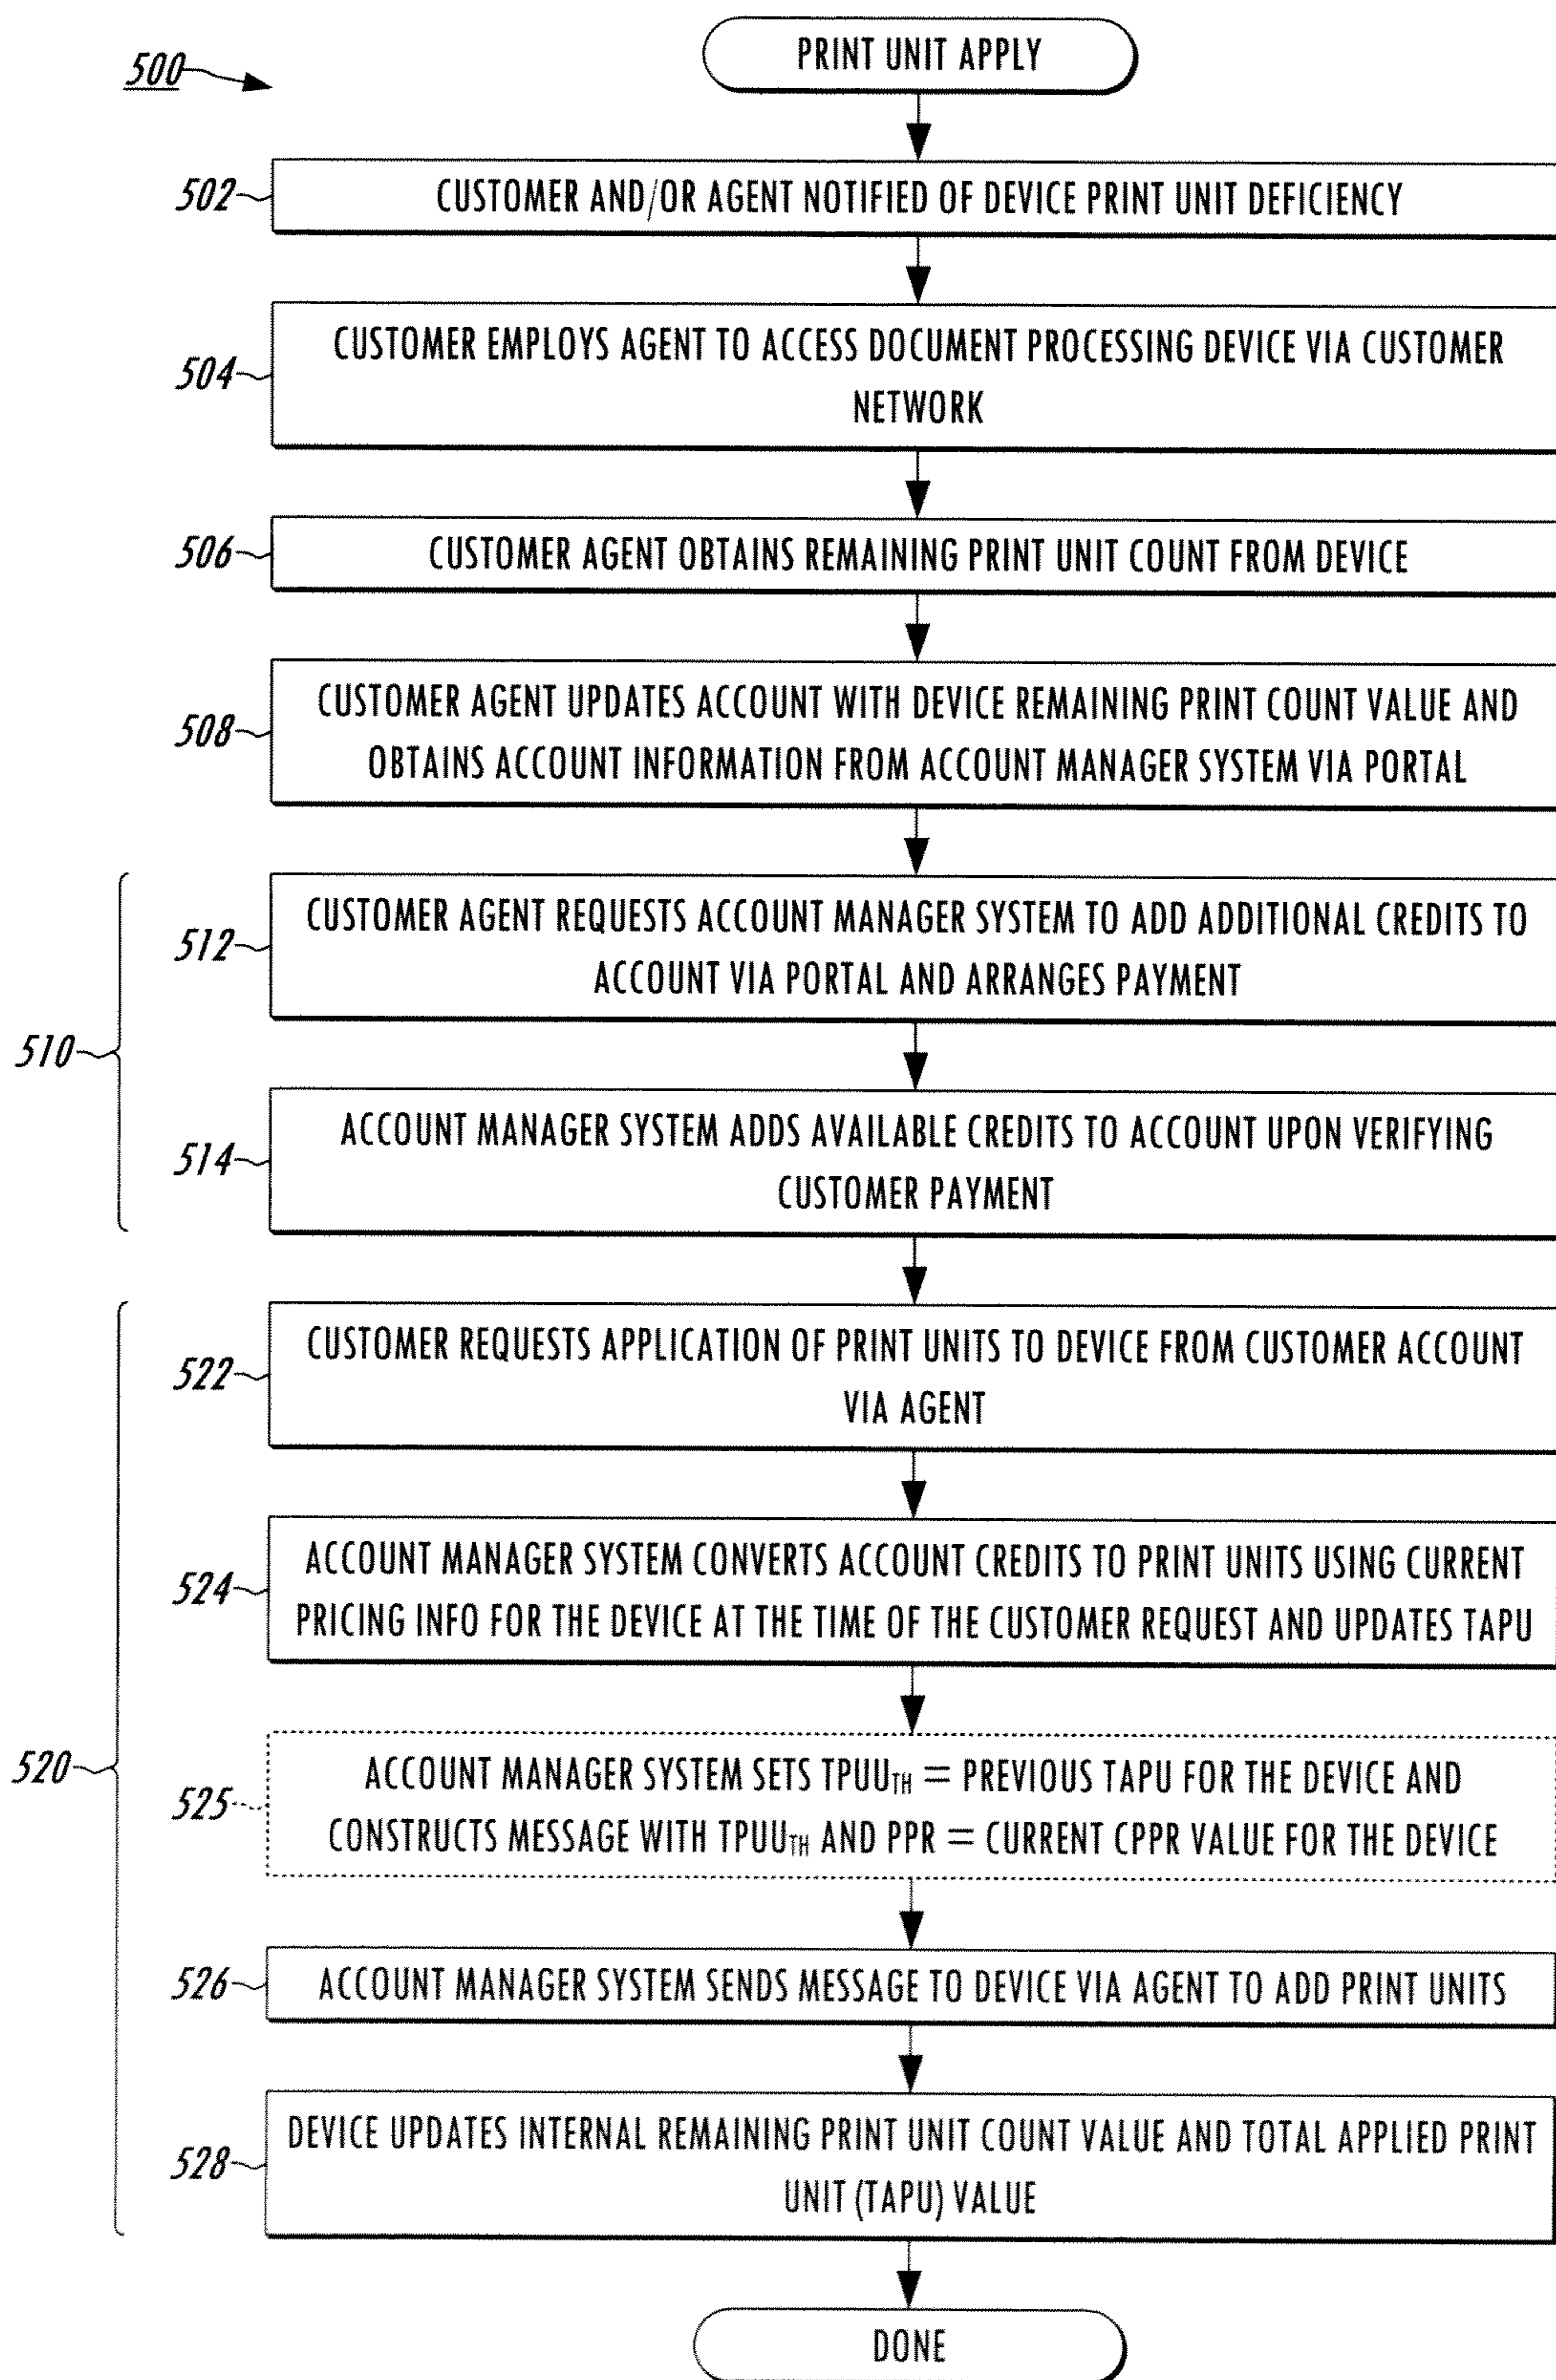 500
PRINT UNIT APPLY
502
CUSTOMER AND/OR AGENT NOTIFIED OF DEVICE PRINT UNIT DEFICIENCY
504
CUSTOMER EMPLOYS AGENT TO ACCESS DOCUMENT PROCESSING DEVICE VIA CUSTOMER
NETWORK
506
CUSTOMER AGENT OBTAINS REMAINING PRINT UNIT COUNT FROM DEVICE
508
CUSTOMER AGENT UPDATES ACCOUNT WITH DEVICE REMAINING PRINT COUNT VALUE AND
OBTAINS ACCOUNT INFORMATION FROM ACCOUNT MANAGER SYSTEM VIA PORTAL
510
512
CUSTOMER AGENT REQUESTS ACCOUNT MANAGER SYSTEM TO ADD ADDITIONAL CREDITS TO
ACCOUNT VIA PORTAL AND ARRANGES PAYMENT
514
ACCOUNT MANAGER SYSTEM ADDS AVAILABLE CREDITS TO ACCOUNT UPON VERIFYING
CUSTOMER PAYMENT
520
522
CUSTOMER REQUESTS APPLICATION OF PRINT UNITS TO DEVICE FROM CUSTOMER ACCOUNT
VIA AGENT
524
ACCOUNT MANAGER SYSTEM CONVERTS ACCOUNT CREDITS TO PRINT UNITS USING CURRENT
PRICING INFO FOR THE DEVICE AT THE TIME OF THE CUSTOMER REQUEST AND UPDATES TAPU
525
ACCOUNT MANAGER SYSTEM SETS TPUUTH = PREVIOUS TAPU FOR THE DEVICE AND
CONSTRUCTS MESSAGE WITH TPUUTH AND PPR = CURRENT CPPR VALUE FOR THE DEVICE
526
ACCOUNT MANAGER SYSTEM SENDS MESSAGE TO DEVICE VIA AGENT TO ADD PRINT UNITS
528
DEVICE UPDATES INTERNAL REMAINING PRINT UNIT COUNT VALUE AND TOTAL APPLIED PRINT
UNIT (TAPU) VALUE
DONE